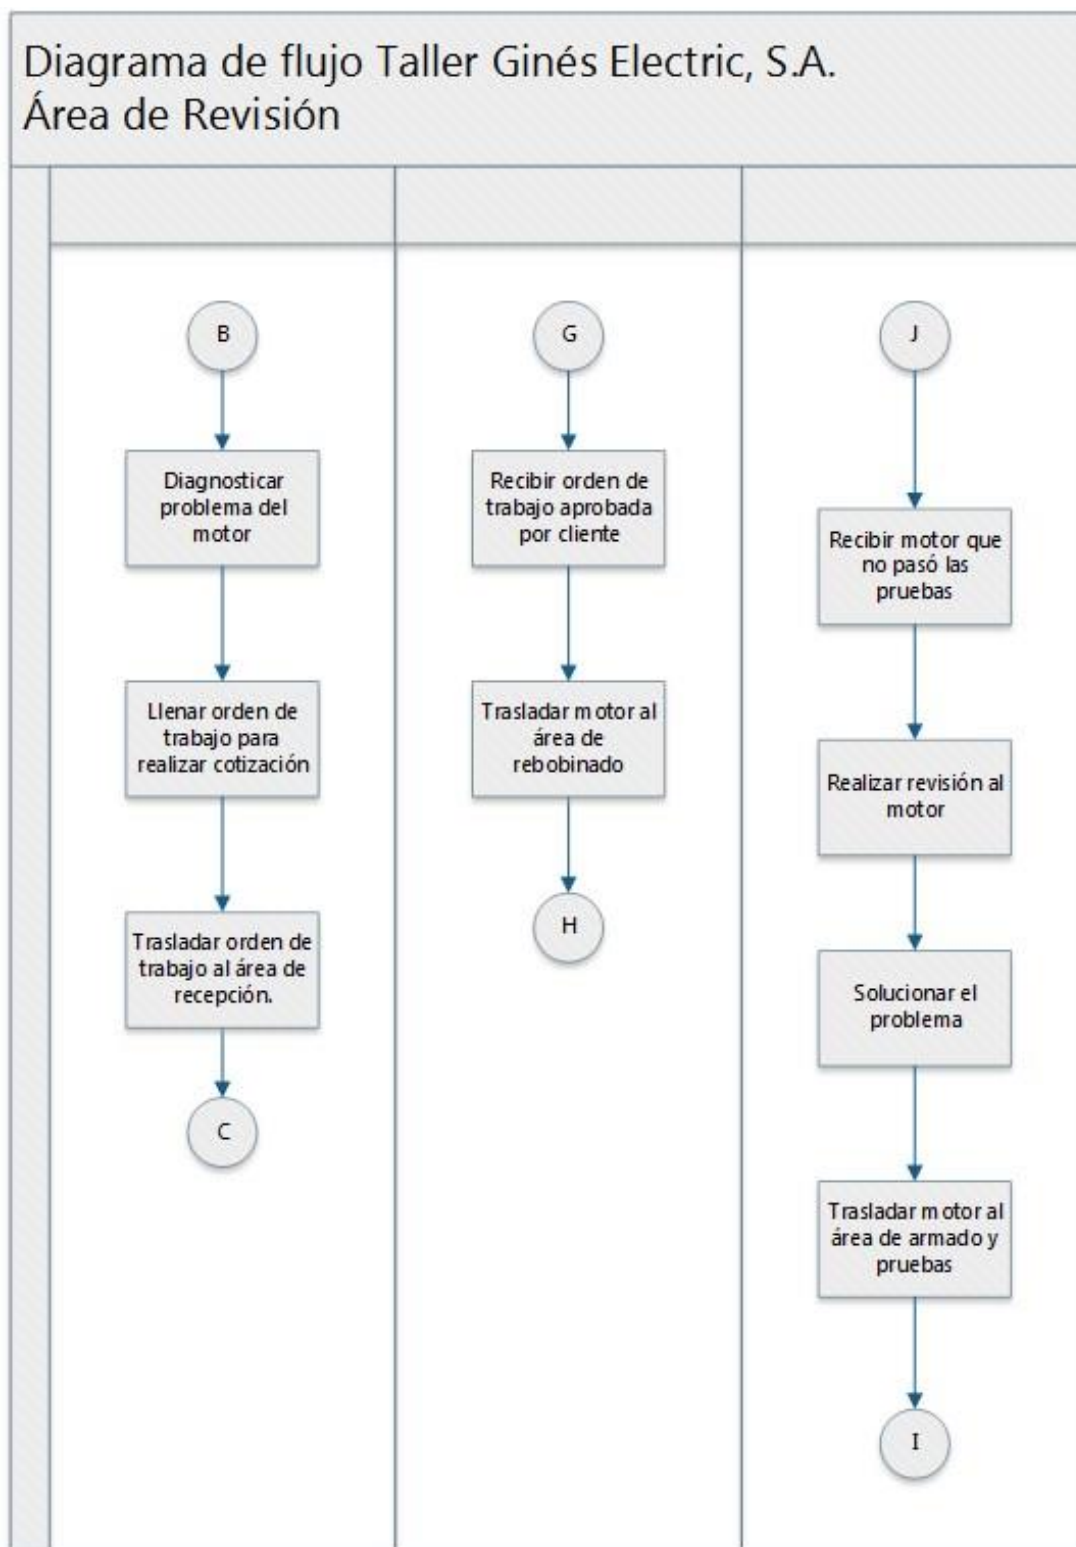 Diagrama de flujo Taller Ginés Electric, S.A.
Área de Revisión
B
Diagnosticar
problema del
motor
Llenar orden de
trabajo para
realizar cotización
Trasladar orden de
trabajo al área de
recepción.
C
G
Recibir orden de
trabajo aprobada
por cliente
Trasladar motor al
área de
rebobinado
H
J
Recibir motor que
no pasó las
pruebas
Realizar revisión al
motor
Solucionar el
problema
Trasladar motor al
área de armado y
pruebas
I